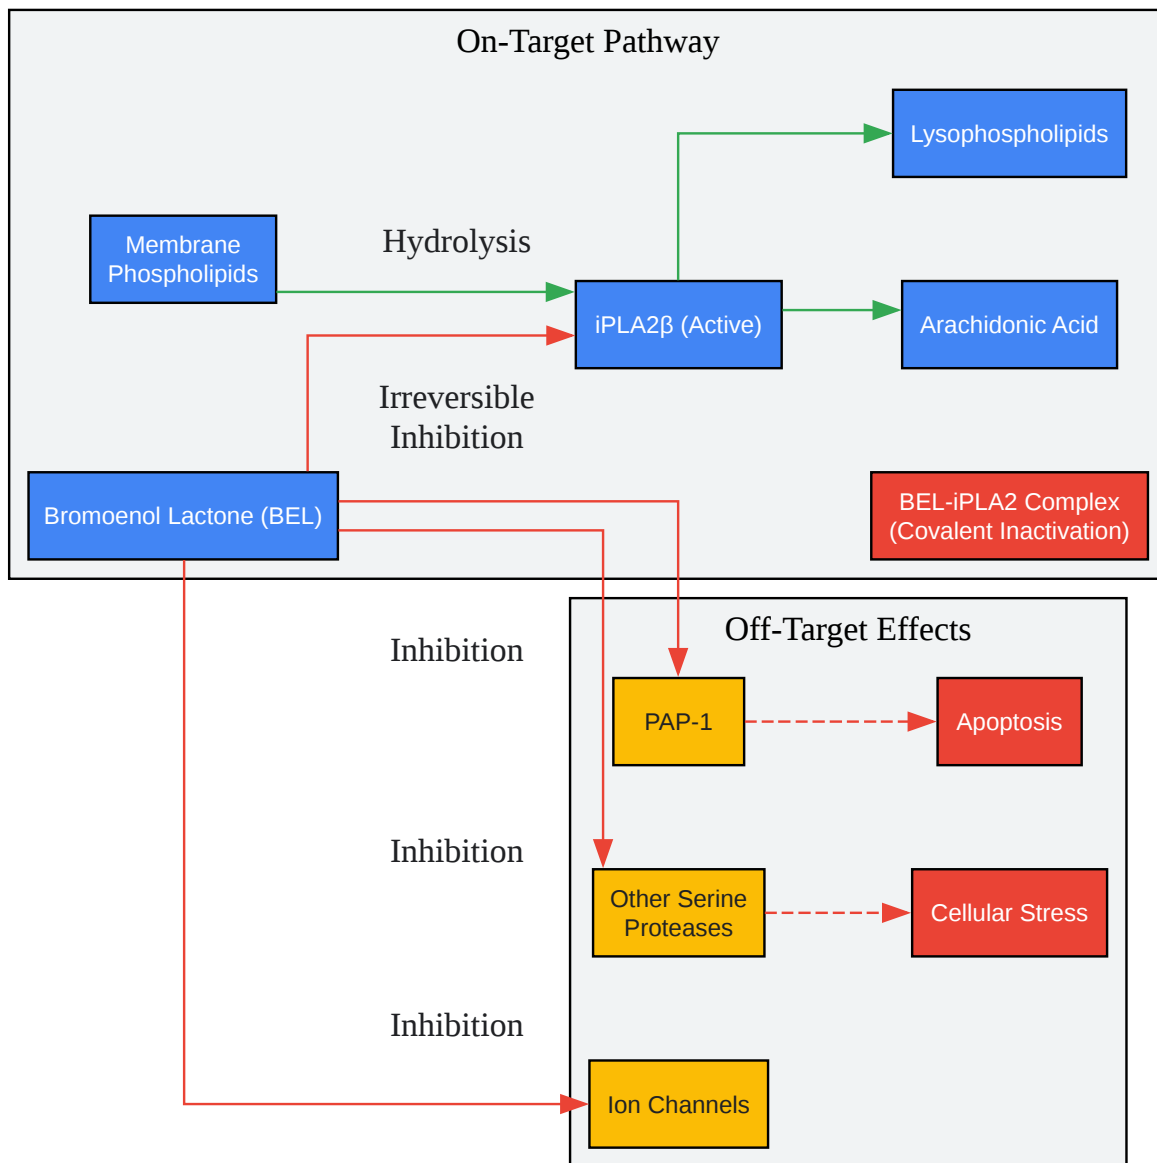 On-Target Pathway
Lysophospholipids
Membrane
Phospholipids
Hydrolysis
iPLA2β (Active)
Arachidonic Acid
Irreversible
Inhibition
Bromoenol Lactone (BEL)
BEL-iPLA2 Complex
(Covalent Inactivation)
Off-Target Effects
Inhibition
PAP-1
Apoptosis
Inhibition
Other Serine
Proteases
Cellular Stress
Inhibition
Ion Channels